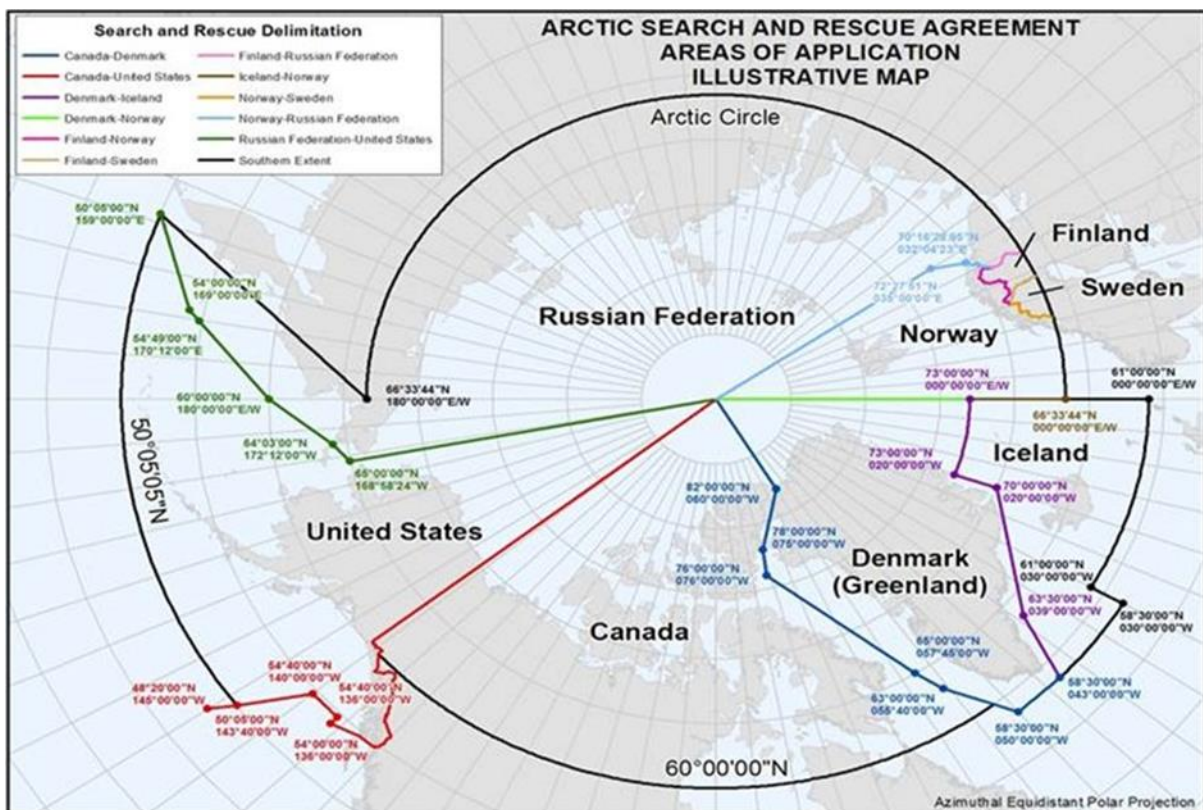 ARCTIC SEARCH AND RESCUE AGREEMENT
AREAS OF APPLICATION
ILLUSTRATIVE MAP
Search and Rescue Delimitation
Canada-Denmark
Canada-United States
Denmark-Iceland
Denmark-Norway
Finland-Norway
Finland-Sweden
Finland-Russian Federation
Iceland-Norway
Norway-Sweden
Norway-Russian Federation
Russian Federation-United States
Southern Extent
Arctic Circle
50°05'00"N
159°00'00"E
54°00'00"N
169°00'00"E
54°49'00"N
170°12'00"E
60°00'00"N
180°00'00"E/W
64°03'00"N
172°12'00"W
65°00'00"N
168°58'24"W
66°33'44"N
180°00'00"E/W
50°05'05"N
Russian Federation
032°04'23"E
Finland
Sweden
Norway
73°00'00"N
000°00'00"E/W
61°00'00"N
000°00'00"E/W
66°33'44"N
000°00'00"E/W
Iceland
73°00'00"N
020°00'00"W
70°00'00"N
020°00'00"W
82°00'00"N
060°00'00"W
78°00'00"N
075°00'00"W
76°00'00"N
076°00'00"W
Denmark
(Greenland)
61°00'00"N
030°00'00"W
63°30'00"N
039°00'00"W
58°30'00"N
030°00'00"W
United States
Canada
65°00'00"N
057°45'00"W
63°00'00"N
055°40'00"W
58°30'00"N
043°00'00"W
58°30'00"N
050°00'00"W
54°40'00"N
140°00'00"W
54°40'00"N
136°00'00"W
48°20'00"N
145°00'00"W
50°05'00"N
143°40'00"W
54°00'00"N
136°00'00"W
60°00'00"N
Azimuthal Equidistant Polar Projection